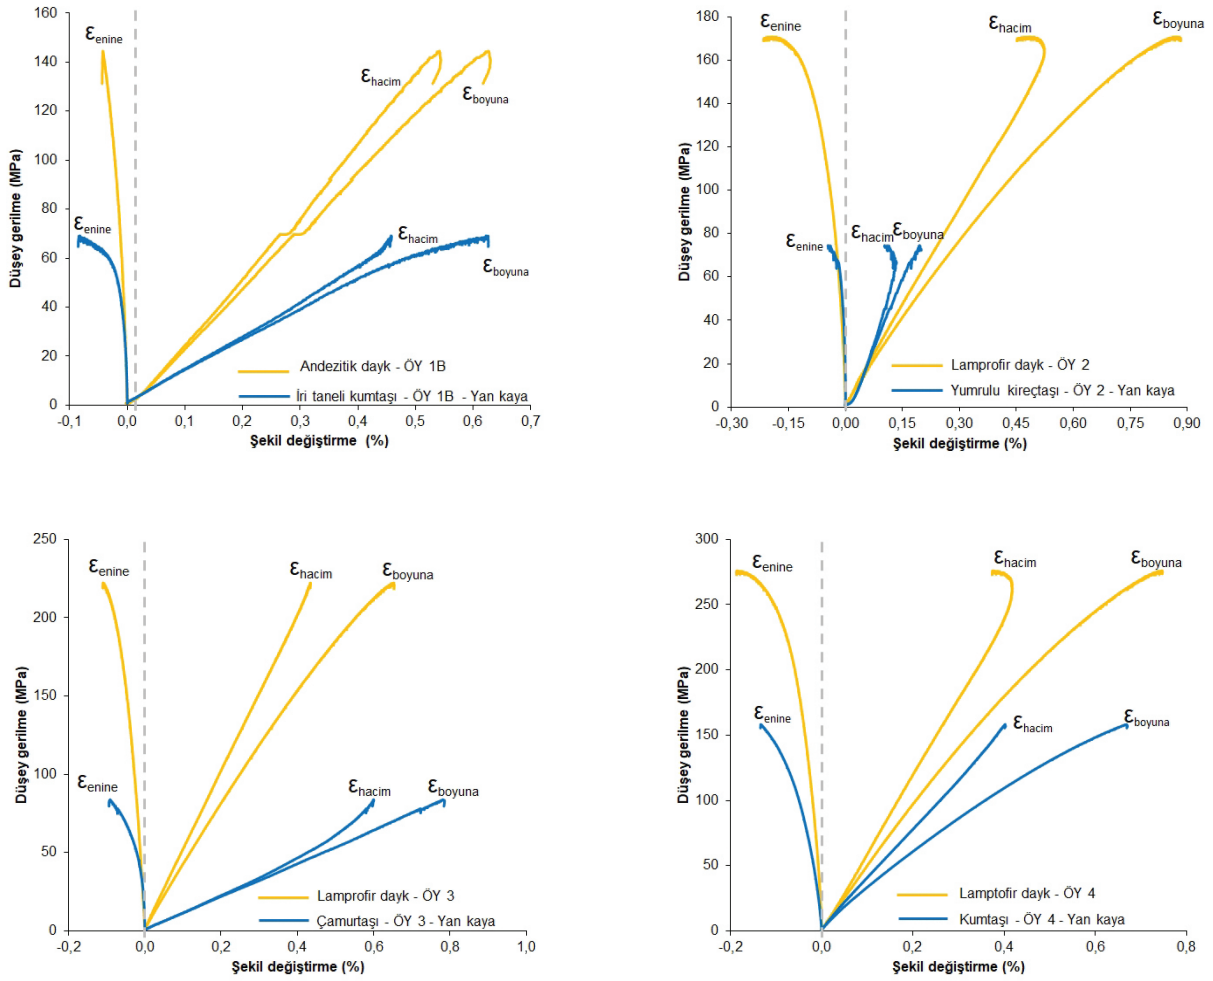 160
140
120
100
80
60
40
20
0
Düşey gerilme (MPa)
εenine
εhacim
εboyuna
εenine
εhacim
εboyuna
Andezitik dayk - ÖY 1B
İri taneli kumtaşı - ÖY 1B - Yan kaya
-0,1 0,0 0,1 0,2 0,3 0,4 0,5 0,6 0,7
Şekil değiştirme (%)
180
160
140
120
100
80
60
40
20
0
Düşey gerilme (MPa)
εenine
εhacim
εboyuna
εenine
εhacim
εboyuna
Lamprofir dayk - ÖY 2
Yumrulu kireçtaşı - ÖY 2 - Yan kaya
-0,30 -0,15 0,00 0,15 0,30 0,45 0,60 0,75 0,90
Şekil değiştirme (%)
250
200
150
100
50
0
Düşey gerilme (MPa)
εenine
εhacim
εboyuna
εenine
εhacim
εboyuna
Lamprofir dayk - ÖY 3
Çamurtaşı - ÖY 3 - Yan kaya
-0,2 0,0 0,2 0,4 0,6 0,8 1,0
Şekil değiştirme (%)
300
250
200
150
100
50
0
Düşey gerilme (MPa)
εenine
εhacim
εboyuna
εenine
εhacim
εboyuna
Lamptofir dayk - ÖY 4
Kumtaşı - ÖY 4 - Yan kaya
-0,2 0,0 0,2 0,4 0,6 0,8
Şekil değiştirme (%)